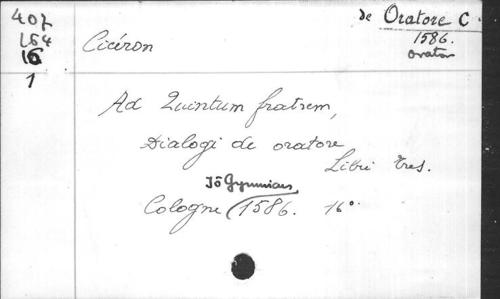 407
de Oratore C.
164
1586.
16
Cicéron
orator
1
Ad Quintum fratrem,
Dialogi de oratore
Libri tres.
Jō Gymnicus
Cologne (1586. 16°